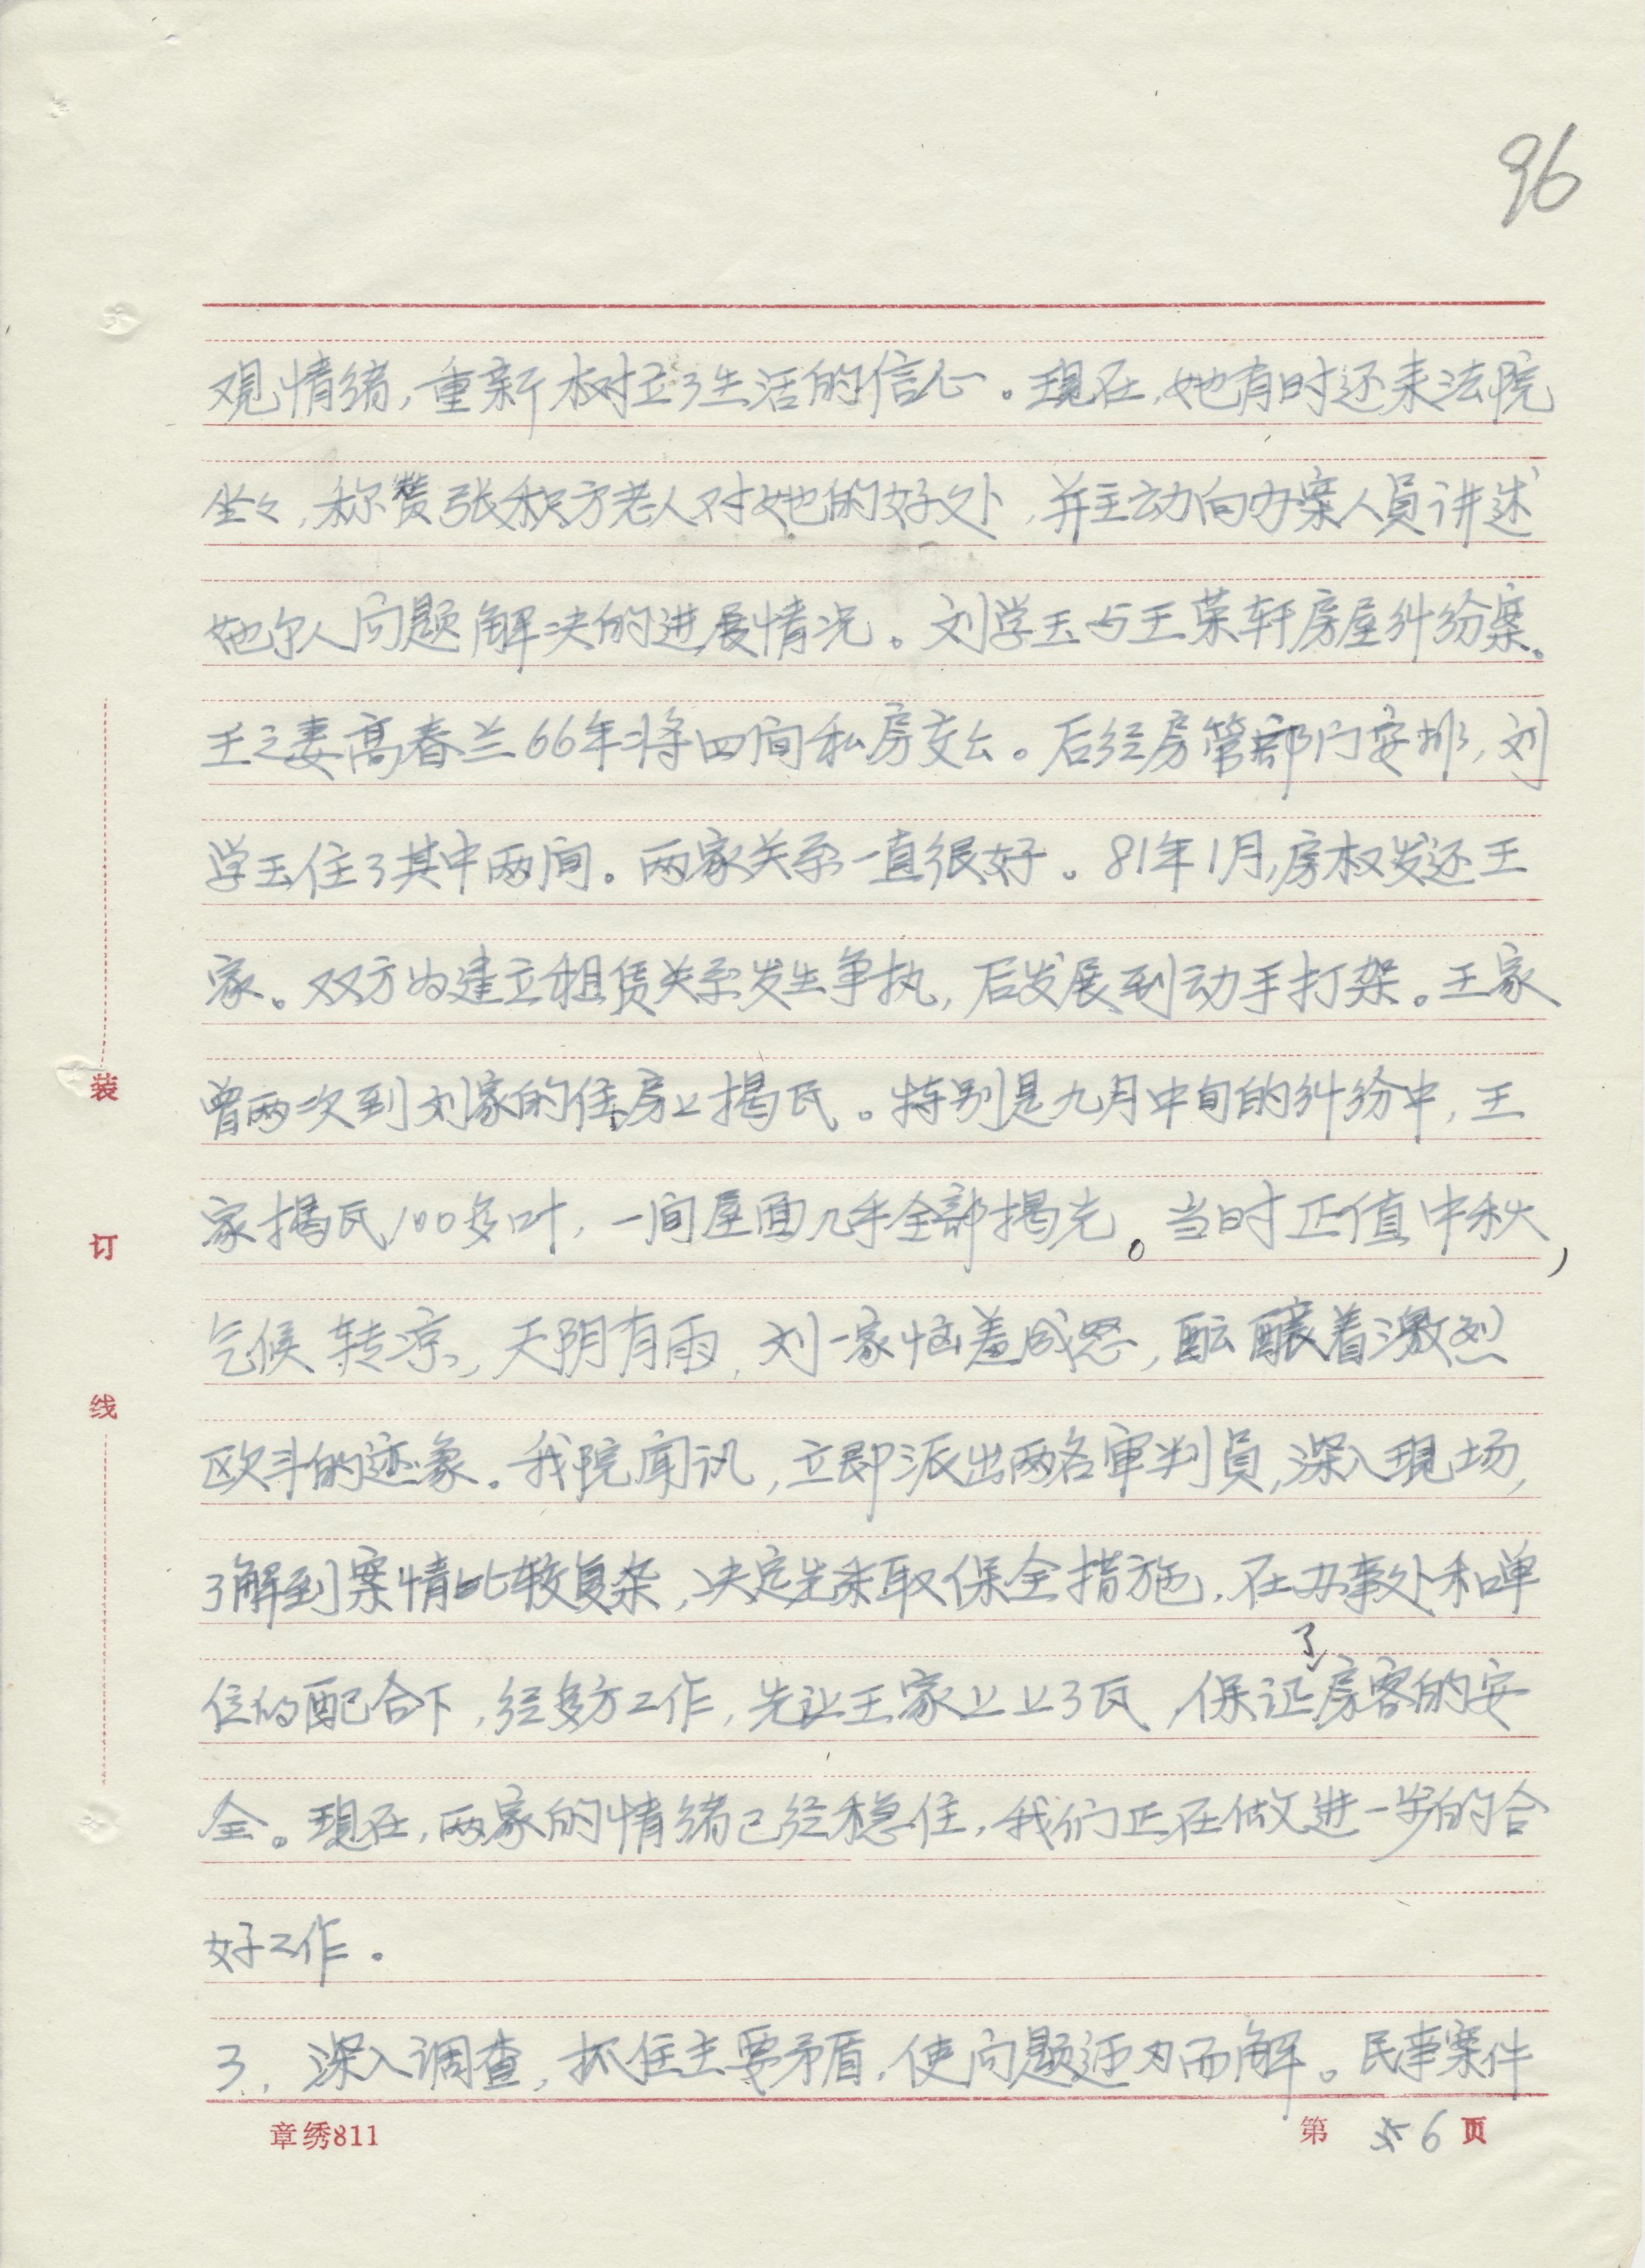 96
观情绪，重新树立了生活的信心。现在，她有时还来法院
坐々，称赞张积方老人对她的好处，并主动向办案人員讲述
她个人问题解决的进展情况。刘学玉与王荣轩房屋纠纷案。
王之妻高春兰66年将四间私房交公。后经房管部门安排，刘
学玉住了其中两间。两家关系一直很好。81年1月，房权发还王
家。双方为建立租赁关系发生争执，后发展到动手打架。王家
曾两次到刘家的住房上揭瓦。特别是九月中旬的纠纷中，王
家揭瓦100多叶，一间屋面几乎全部揭光。当时正值中秋，
气候转凉，天阴有雨，刘家恼羞成怒，酝酿着激烈
欧斗的迹象。我院闻讯，立即派出两名审判員，深入現场，
了解到案情比较复杂，决定先采取保全措施，在办事处和单
位的配合下，经多方工作，先让王家上上了瓦，保证了房客的安
全。現在，两家的情绪已经稳住，我们正在做进一步的合
好工作。
3、深入调查，抓住主要矛盾，使问题迎刃而解。民事案件
装
订
线
章绣811
第 6 页